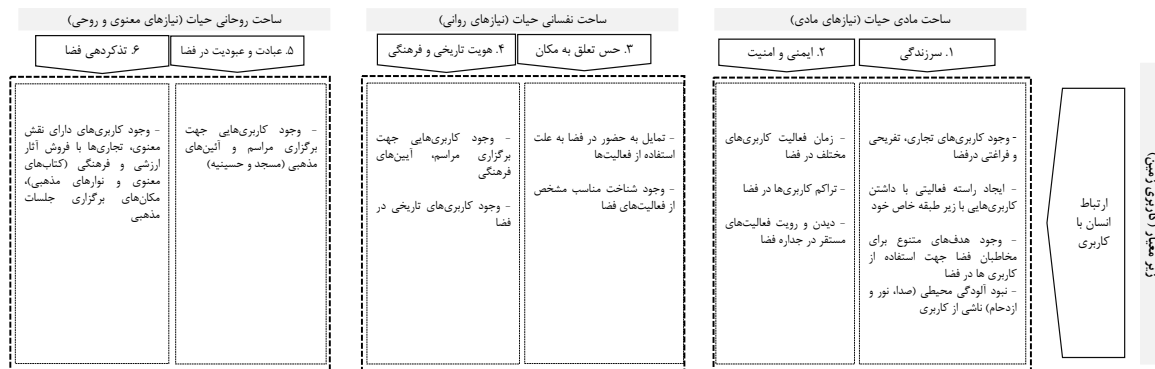 ساحت مادی حیات (نیازهای مادی)
ساحت نفسانی حیات (نیازهای روانی)
ساحت روحانی حیات (نیازهای معنوی و روحی)
۱. سرزندگی
۲. ایمنی و امنیت
۳. حس تعلق به مکان
۴. هویت تاریخی و فرهنگی
۵. عبادت و عبودیت در فضا
۶. تذکردهی فضا
زیر معیار (کاربری زمین)
ارتباط
انسان با
کاربری
- وجود کاربری‌های تجاری، تفریحی
و فراغتی درفضا
- ایجاد راسته فعالیتی با داشتن
کاربری‌هایی با زیر طبقه خاص خود
- وجود هدف‌های متنوع برای
مخاطبان فضا جهت استفاده از
کاربری ها در فضا
- نبود آلودگی محیطی (صدا، نور و
ازدحام) ناشی از کاربری
- زمان فعالیت کاربری‌های
مختلف در فضا
- تراکم کاربری‌ها در فضا
- دیدن و رویت فعالیت‌های
مستقر در جداره فضا
- تمایل به حضور در فضا به علت
استفاده از فعالیت‌ها
- وجود شناخت مناسب مشخص
از فعالیت‌های فضا
- وجود کاربری‌هایی جهت
برگزاری مراسم، آیین‌های
فرهنگی
- وجود کاربری‌های تاریخی در
فضا
- وجود کاربری‌هایی جهت
برگزاری مراسم و آئین‌های
مذهبی (مسجد و حسینیه)
- وجود کاربری‌های دارای نقش
معنوی، تجاری‌ها با فروش آثار
ارزشی و فرهنگی (کتاب‌های
معنوی و نوارهای مذهبی)،
مکان‌های برگزاری جلسات
مذهبی